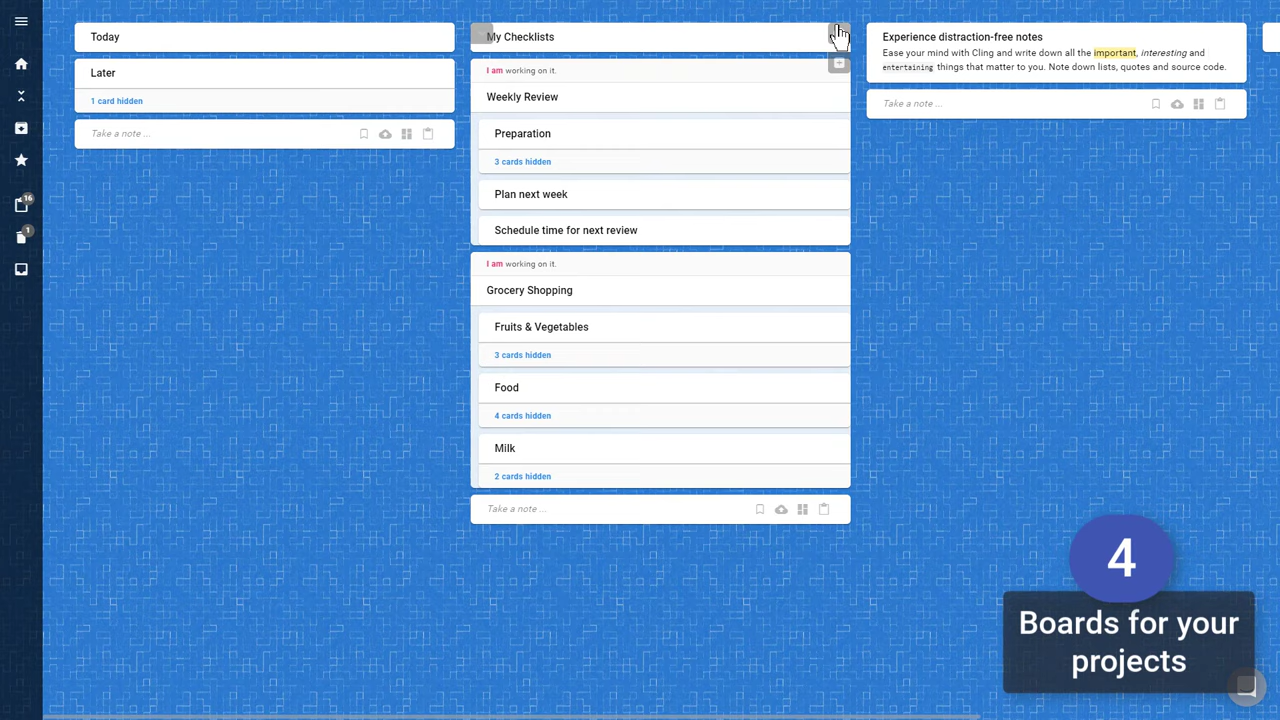 16
1
Today
Later
1 card hidden
Take a note ...
My Checklists
I am working on it.
Weekly Review
Preparation
3 cards hidden
Plan next week
Schedule time for next review
I am working on it.
Grocery Shopping
Fruits & Vegetables
3 cards hidden
Food
4 cards hidden
Milk
2 cards hidden
Take a note ...
Experience distraction-free notes
Ease your mind with Cling and write down all the important, interesting and
entertaining things that matter to you. Note down lists, quotes and source code.
Take a note ...
4
Boards for your
projects